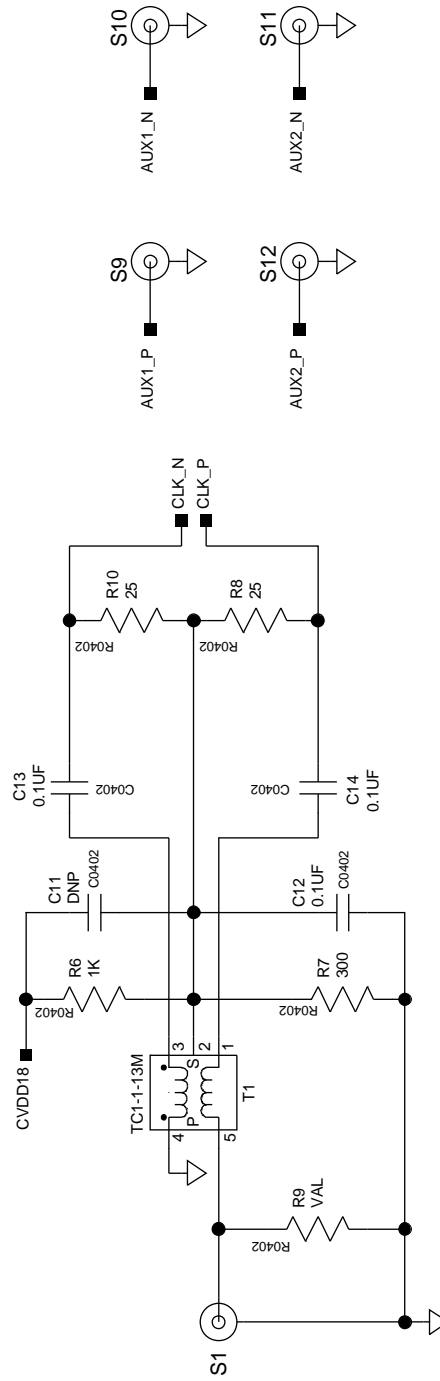 S10
AUX1_N
S11
AUX2_N
S9
AUX1_P
S12
AUX2_P
CLK_N
CLK_P
R10
25
R0402
R8
25
R0402
C13
0.1UF
C0402
C14
0.1UF
C0402
C11
DNP
C0402
C12
0.1UF
C0402
CVDD18
R6
1K
R0402
R7
300
R0402
TC1-1-13M
3
2
1
S
P
4
5
T1
R9
VAL
R0402
S1